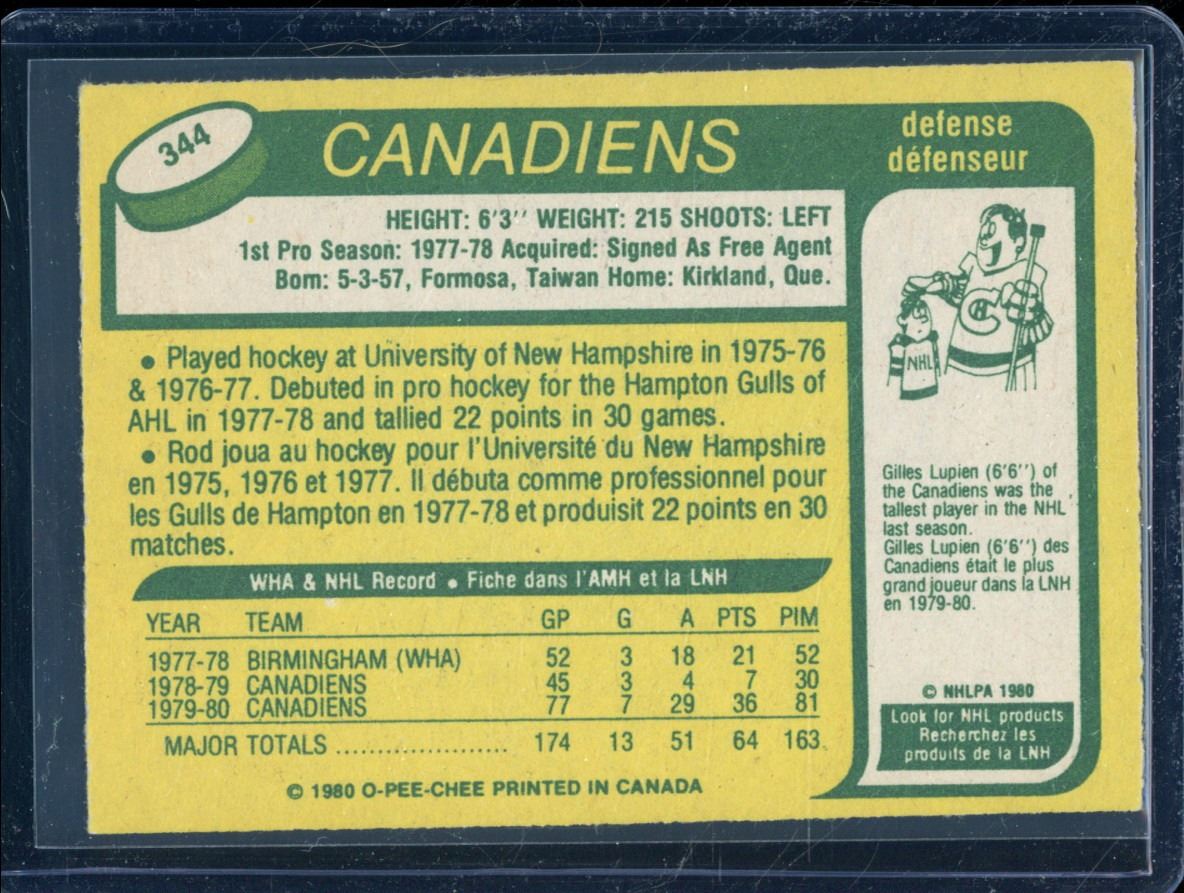 344
CANADIENS
defense
défenseur
HEIGHT: 6'3'' WEIGHT: 215 SHOOTS: LEFT
1st Pro Season: 1977-78 Acquired: Signed As Free Agent
Born: 5-3-57, Formosa, Taiwan Home: Kirkland, Que.
• Played hockey at University of New Hampshire in 1975-76
& 1976-77. Debuted in pro hockey for the Hampton Gulls of
AHL in 1977-78 and tallied 22 points in 30 games.
• Rod joua au hockey pour l'Université du New Hampshire
en 1975, 1976 et 1977. Il débuta comme professionnel pour
les Gulls de Hampton en 1977-78 et produisit 22 points en 30
matches.
WHA & NHL Record • Fiche dans l'AMH et la LNH
YEAR TEAM GP G A PTS PIM
1977-78 BIRMINGHAM (WHA) 52 3 18 21 52
1978-79 CANADIENS 45 3 4 7 30
1979-80 CANADIENS 77 7 29 36 81
MAJOR TOTALS ...................... 174 13 51 64 163
© 1980 O-PEE-CHEE PRINTED IN CANADA
CH
NHL
Gilles Lupien (6'6'') of
the Canadiens was the
tallest player in the NHL
last season.
Gilles Lupien (6'6'') des
Canadiens était le plus
grand joueur dans la LNH
en 1979-80.
© NHLPA 1980
Look for NHL products
Recherchez les
produits de la LNH